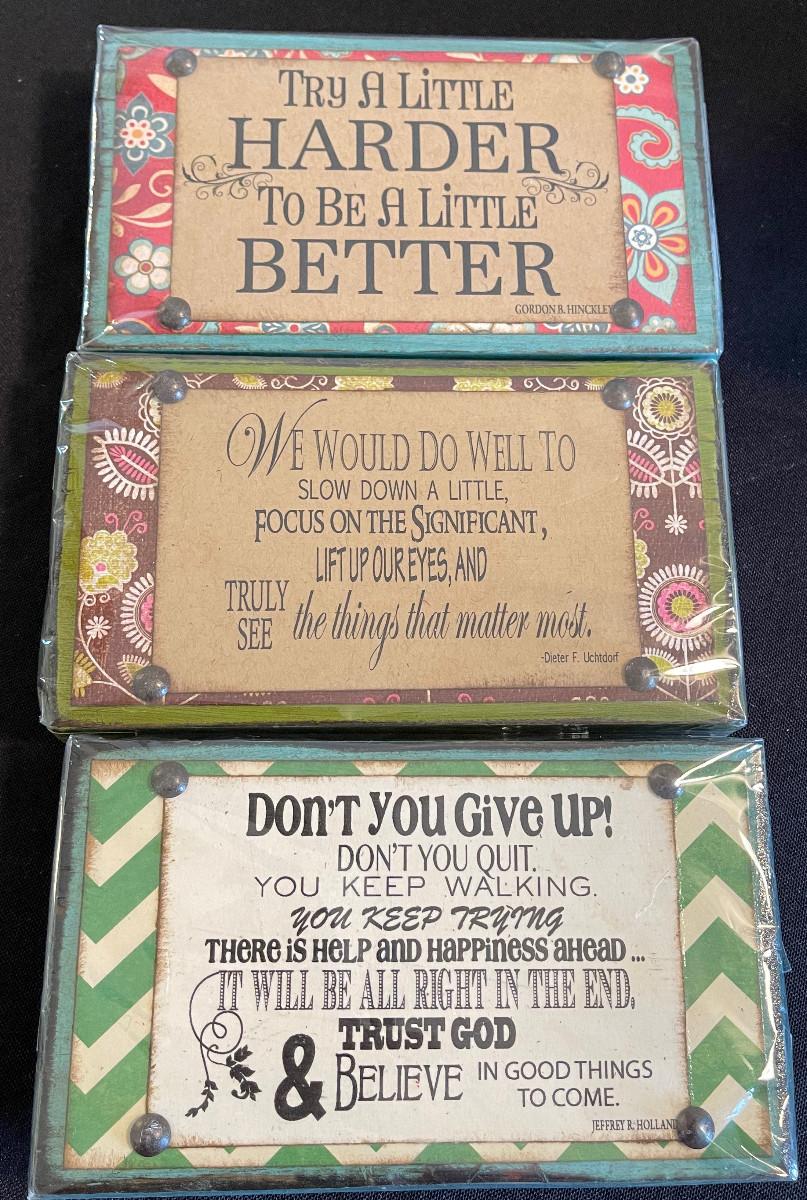 Try A Little
HARDER
To Be A Little
BETTER
GORDON B. HINCKLEY
WE WOULD DO WELL TO
SLOW DOWN A LITTLE,
FOCUS ON THE SIGNIFICANT,
LIFT UP OUR EYES, AND
TRULY SEE the things that matter most.
-Dieter F. Uchtdorf
DON'T YOU GIVE UP!
DON'T YOU QUIT.
YOU KEEP WALKING.
YOU KEEP TRYING
THERE IS HELP AND HAPPINESS AHEAD ...
IT WILL BE ALL RIGHT IN THE END,
TRUST GOD
& BELIEVE IN GOOD THINGS
TO COME.
JEFFREY R. HOLLAND